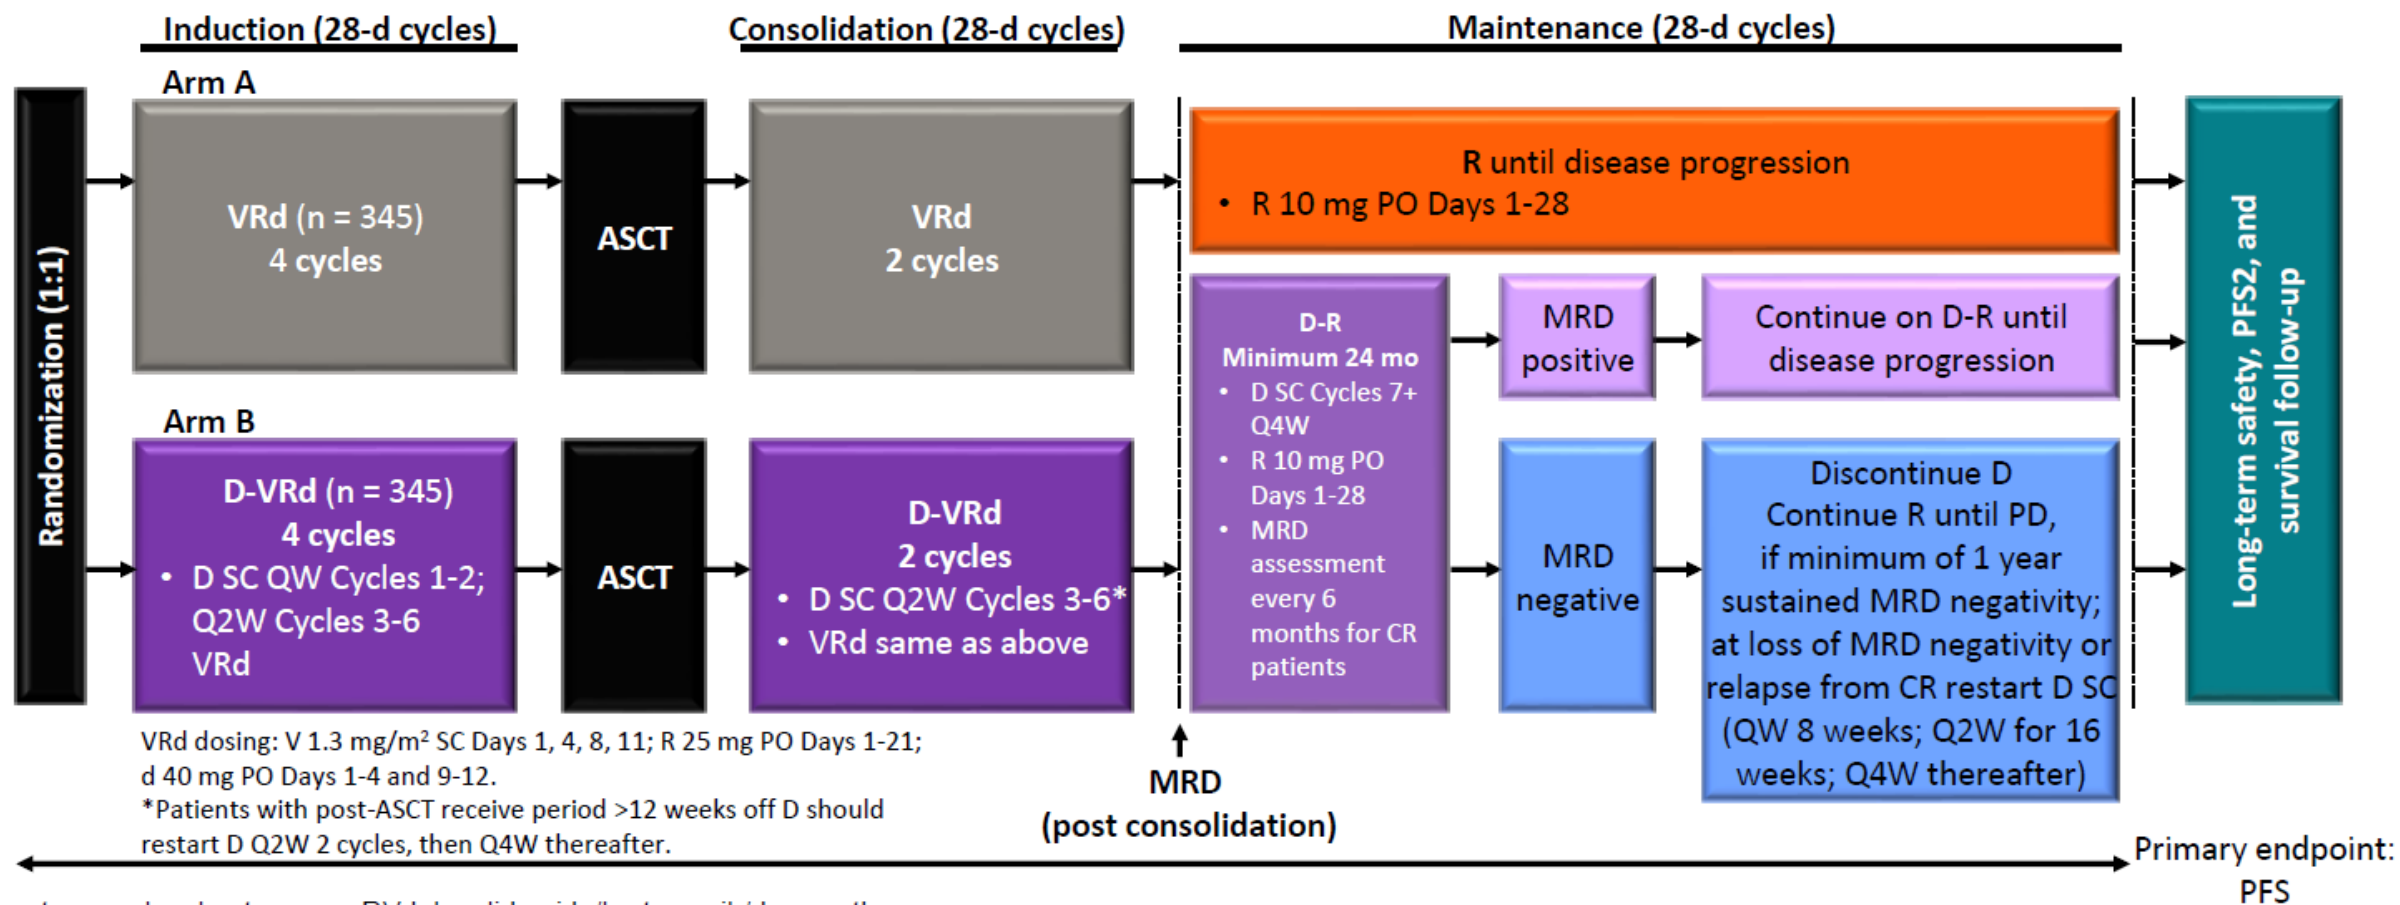 Induction (28-d cycles)
Consolidation (28-d cycles)
Maintenance (28-d cycles)
Randomization (1:1)
Arm A
VRd (n = 345)
4 cycles
ASCT
VRd
2 cycles
R until disease progression
• R 10 mg PO Days 1-28
Arm B
D-VRd (n = 345)
4 cycles
• D SC QW Cycles 1-2;
Q2W Cycles 3-6
VRd
ASCT
D-VRd
2 cycles
• D SC Q2W Cycles 3-6*
• VRd same as above
D-R
Minimum 24 mo
• D SC Cycles 7+
Q4W
• R 10 mg PO
Days 1-28
• MRD
assessment
every 6
months for CR
patients
MRD
positive
Continue on D-R until
disease progression
MRD
negative
Discontinue D
Continue R until PD,
if minimum of 1 year
sustained MRD negativity;
at loss of MRD negativity or
relapse from CR restart D SC
(QW 8 weeks; Q2W for 16
weeks; Q4W thereafter)
Long-term safety, PFS2, and
survival follow-up
VRd dosing: V 1.3 mg/m² SC Days 1, 4, 8, 11; R 25 mg PO Days 1-21;
d 40 mg PO Days 1-4 and 9-12.
*Patients with post-ASCT receive period >12 weeks off D should
restart D Q2W 2 cycles, then Q4W thereafter.
MRD
(post consolidation)
Primary endpoint:
PFS